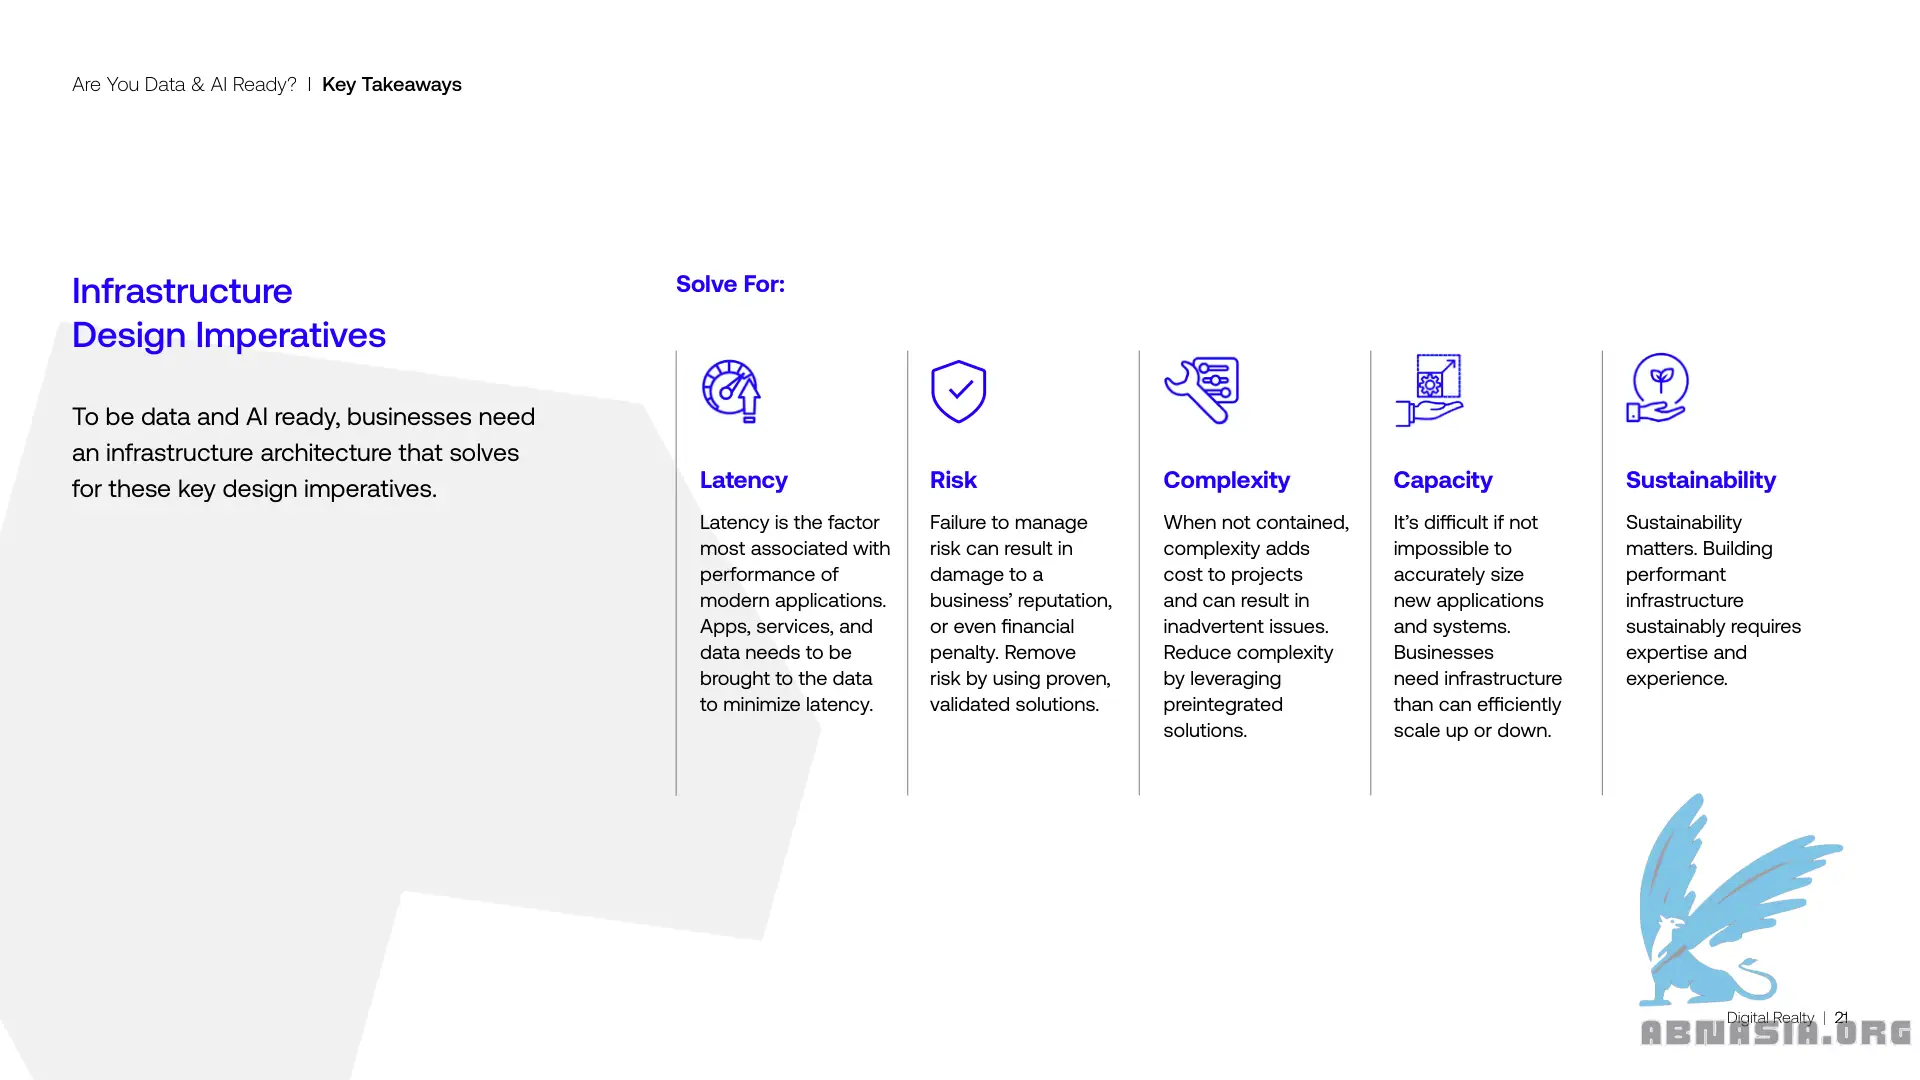 Are You Data & AI Ready? | Key Takeaways
Infrastructure
Design Imperatives
To be data and AI ready, businesses need
an infrastructure architecture that solves
for these key design imperatives.
Solve For:
Latency
Latency is the factor
most associated with
performance of
modern applications.
Apps, services, and
data needs to be
brought to the data
to minimize latency.
Risk
Failure to manage
risk can result in
damage to a
business’ reputation,
or even financial
penalty. Remove
risk by using proven,
validated solutions.
Complexity
When not contained,
complexity adds
cost to projects
and can result in
inadvertent issues.
Reduce complexity
by leveraging
preintegrated
solutions.
Capacity
It’s difficult if not
impossible to
accurately size
new applications
and systems.
Businesses
need infrastructure
than can efficiently
scale up or down.
Sustainability
Sustainability
matters. Building
performant
infrastructure
sustainably requires
expertise and
experience.
Digital Realty | 21
ABNASIA.ORG